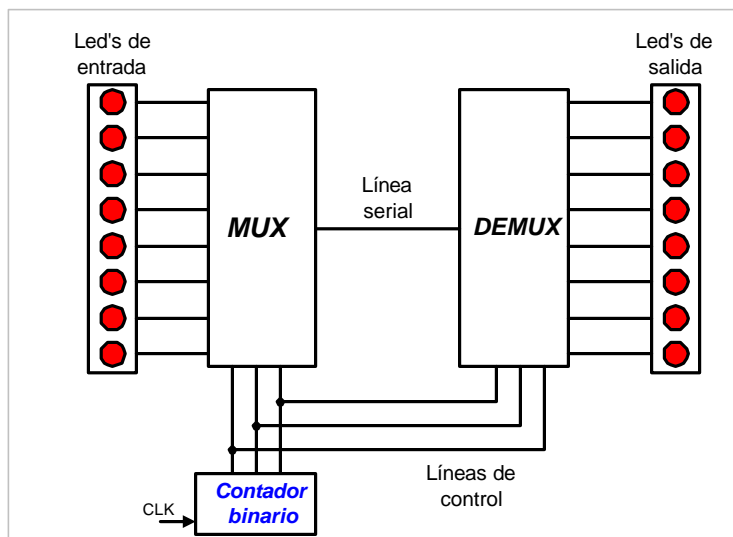 Led's de
entrada
Led's de
salida
Línea
serial
MUX
DEMUX
Líneas de
control
CLK
Contador
binario